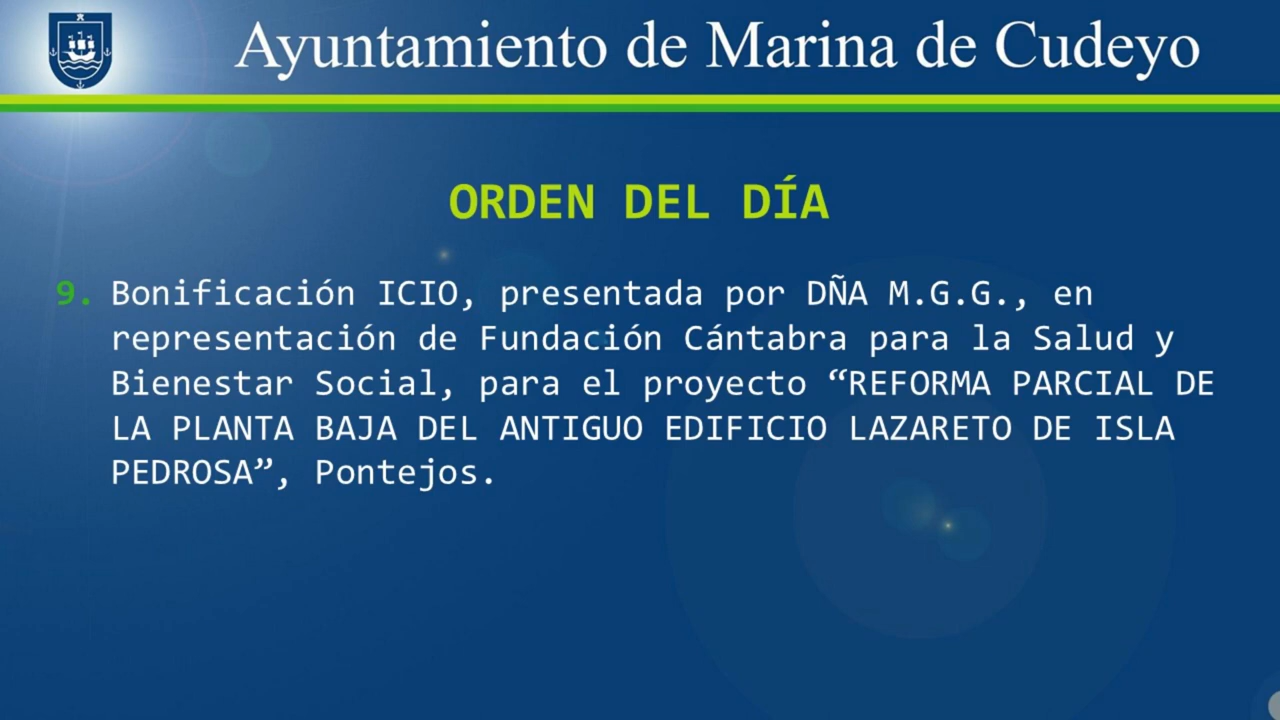 Ayuntamiento de Marina de Cudeyo
ORDEN DEL DÍA
9. Bonificación ICIO, presentada por DÑA M.G.G., en
representación de Fundación Cántabra para la Salud y
Bienestar Social, para el proyecto “REFORMA PARCIAL DE
LA PLANTA BAJA DEL ANTIGUO EDIFICIO LAZARETO DE ISLA
PEDROSA”, Pontejos.